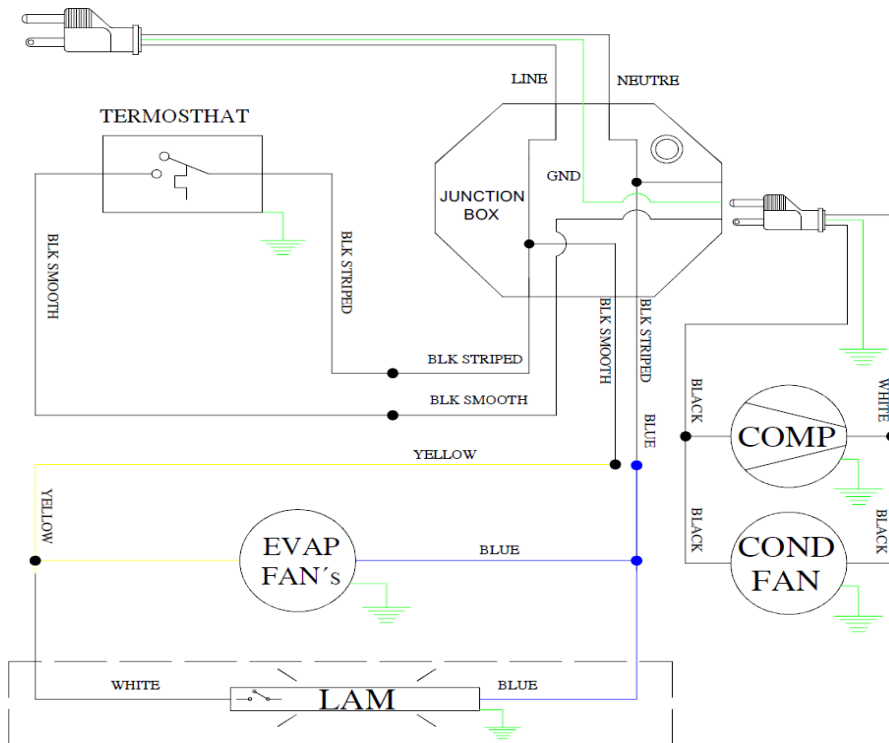 LINE
NEUTRE
TERMOSTHAT
GND
JUNCTION
BOX
BLK SMOOTH
BLK STRIPED
BLK STRIPED
BLK SMOOTH
BLK SMOOTH
BLK STRIPED
BLUE
BLACK
WHITE
COMP
YELLOW
YELLOW
EVAP
FAN´s
BLUE
BLACK
COND
FAN
BLACK
WHITE
LAM
BLUE